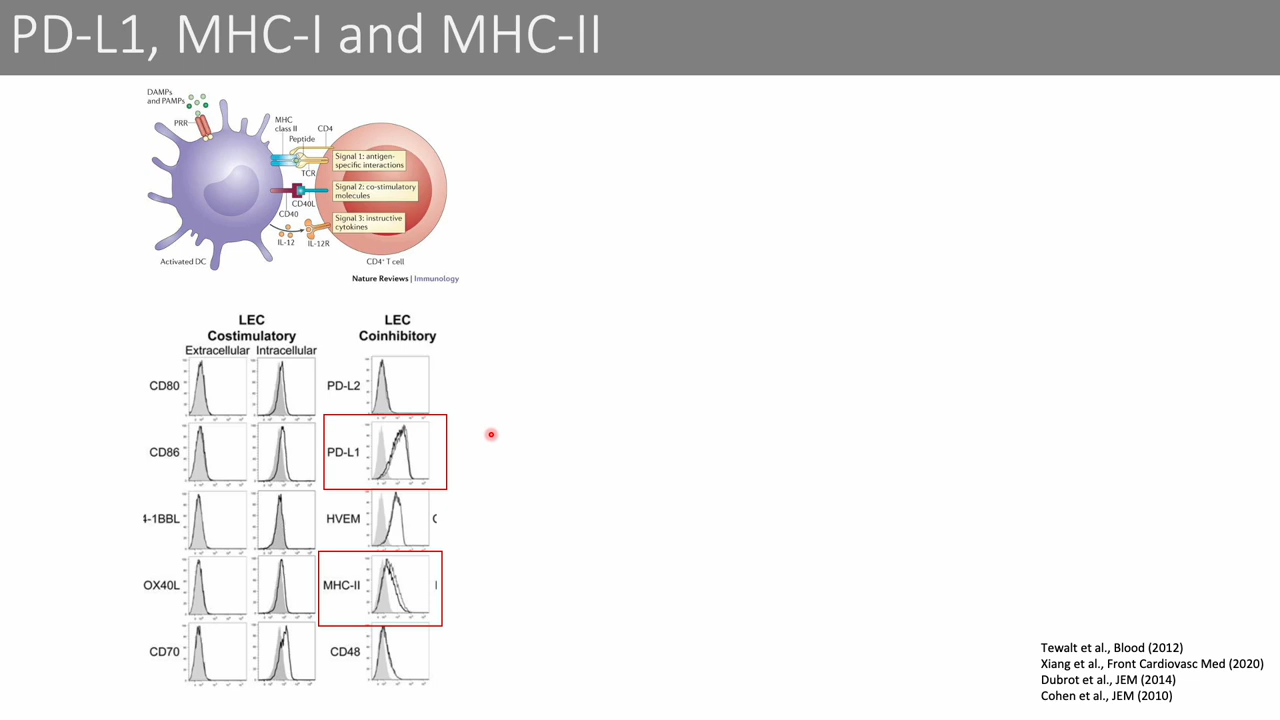 PD-L1, MHC-I and MHC-II
DAMPs
and PAMPs
PRR
MHC
class II
CD4
Peptide
Signal 1: antigen-
specific interactions
TCR
Signal 2: co-stimulatory
molecules
CD40L
CD40
Signal 3: instructive
cytokines
IL-12
IL-12R
Activated DC
CD4⁺ T cell
Nature Reviews | Immunology
LEC
Costimulatory
LEC
Coinhibitory
Extracellular
Intracellular
CD80
PD-L2
CD86
PD-L1
4-1BBL
HVEM
OX40L
MHC-II
CD70
CD48
Tewalt et al., Blood (2012)
Xiang et al., Front Cardiovasc Med (2020)
Dubrot et al., JEM (2014)
Cohen et al., JEM (2010)